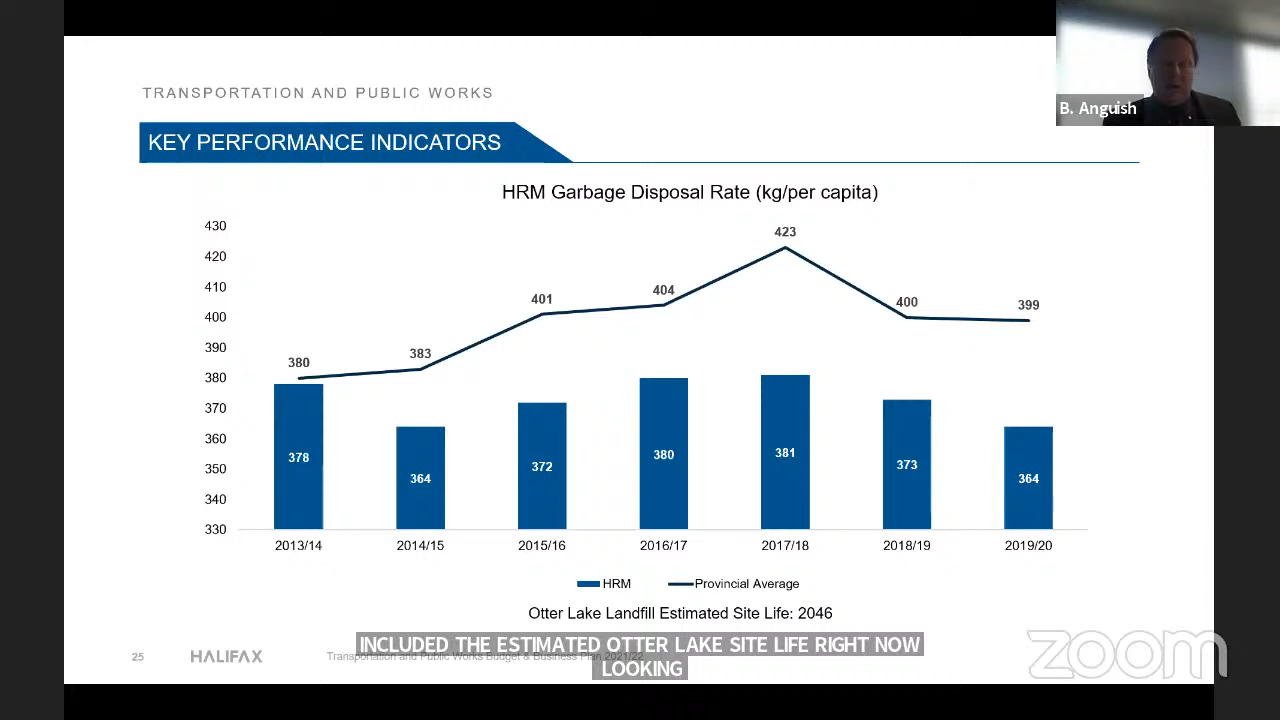 B. Anguish
TRANSPORTATION AND PUBLIC WORKS
KEY PERFORMANCE INDICATORS
HRM Garbage Disposal Rate (kg/per capita)
430
420
410
400
390
380
370
360
350
340
330
380
383
401
404
423
400
399
378
364
372
380
381
373
364
2013/14
2014/15
2015/16
2016/17
2017/18
2018/19
2019/20
HRM
Provincial Average
Otter Lake Landfill Estimated Site Life: 2046
INCLUDED THE ESTIMATED OTTER LAKE SITE LIFE RIGHT NOW
LOOKING
25
HALIFAX
Transportation and Public Works Budget & Business Plan 2021/22
zoom